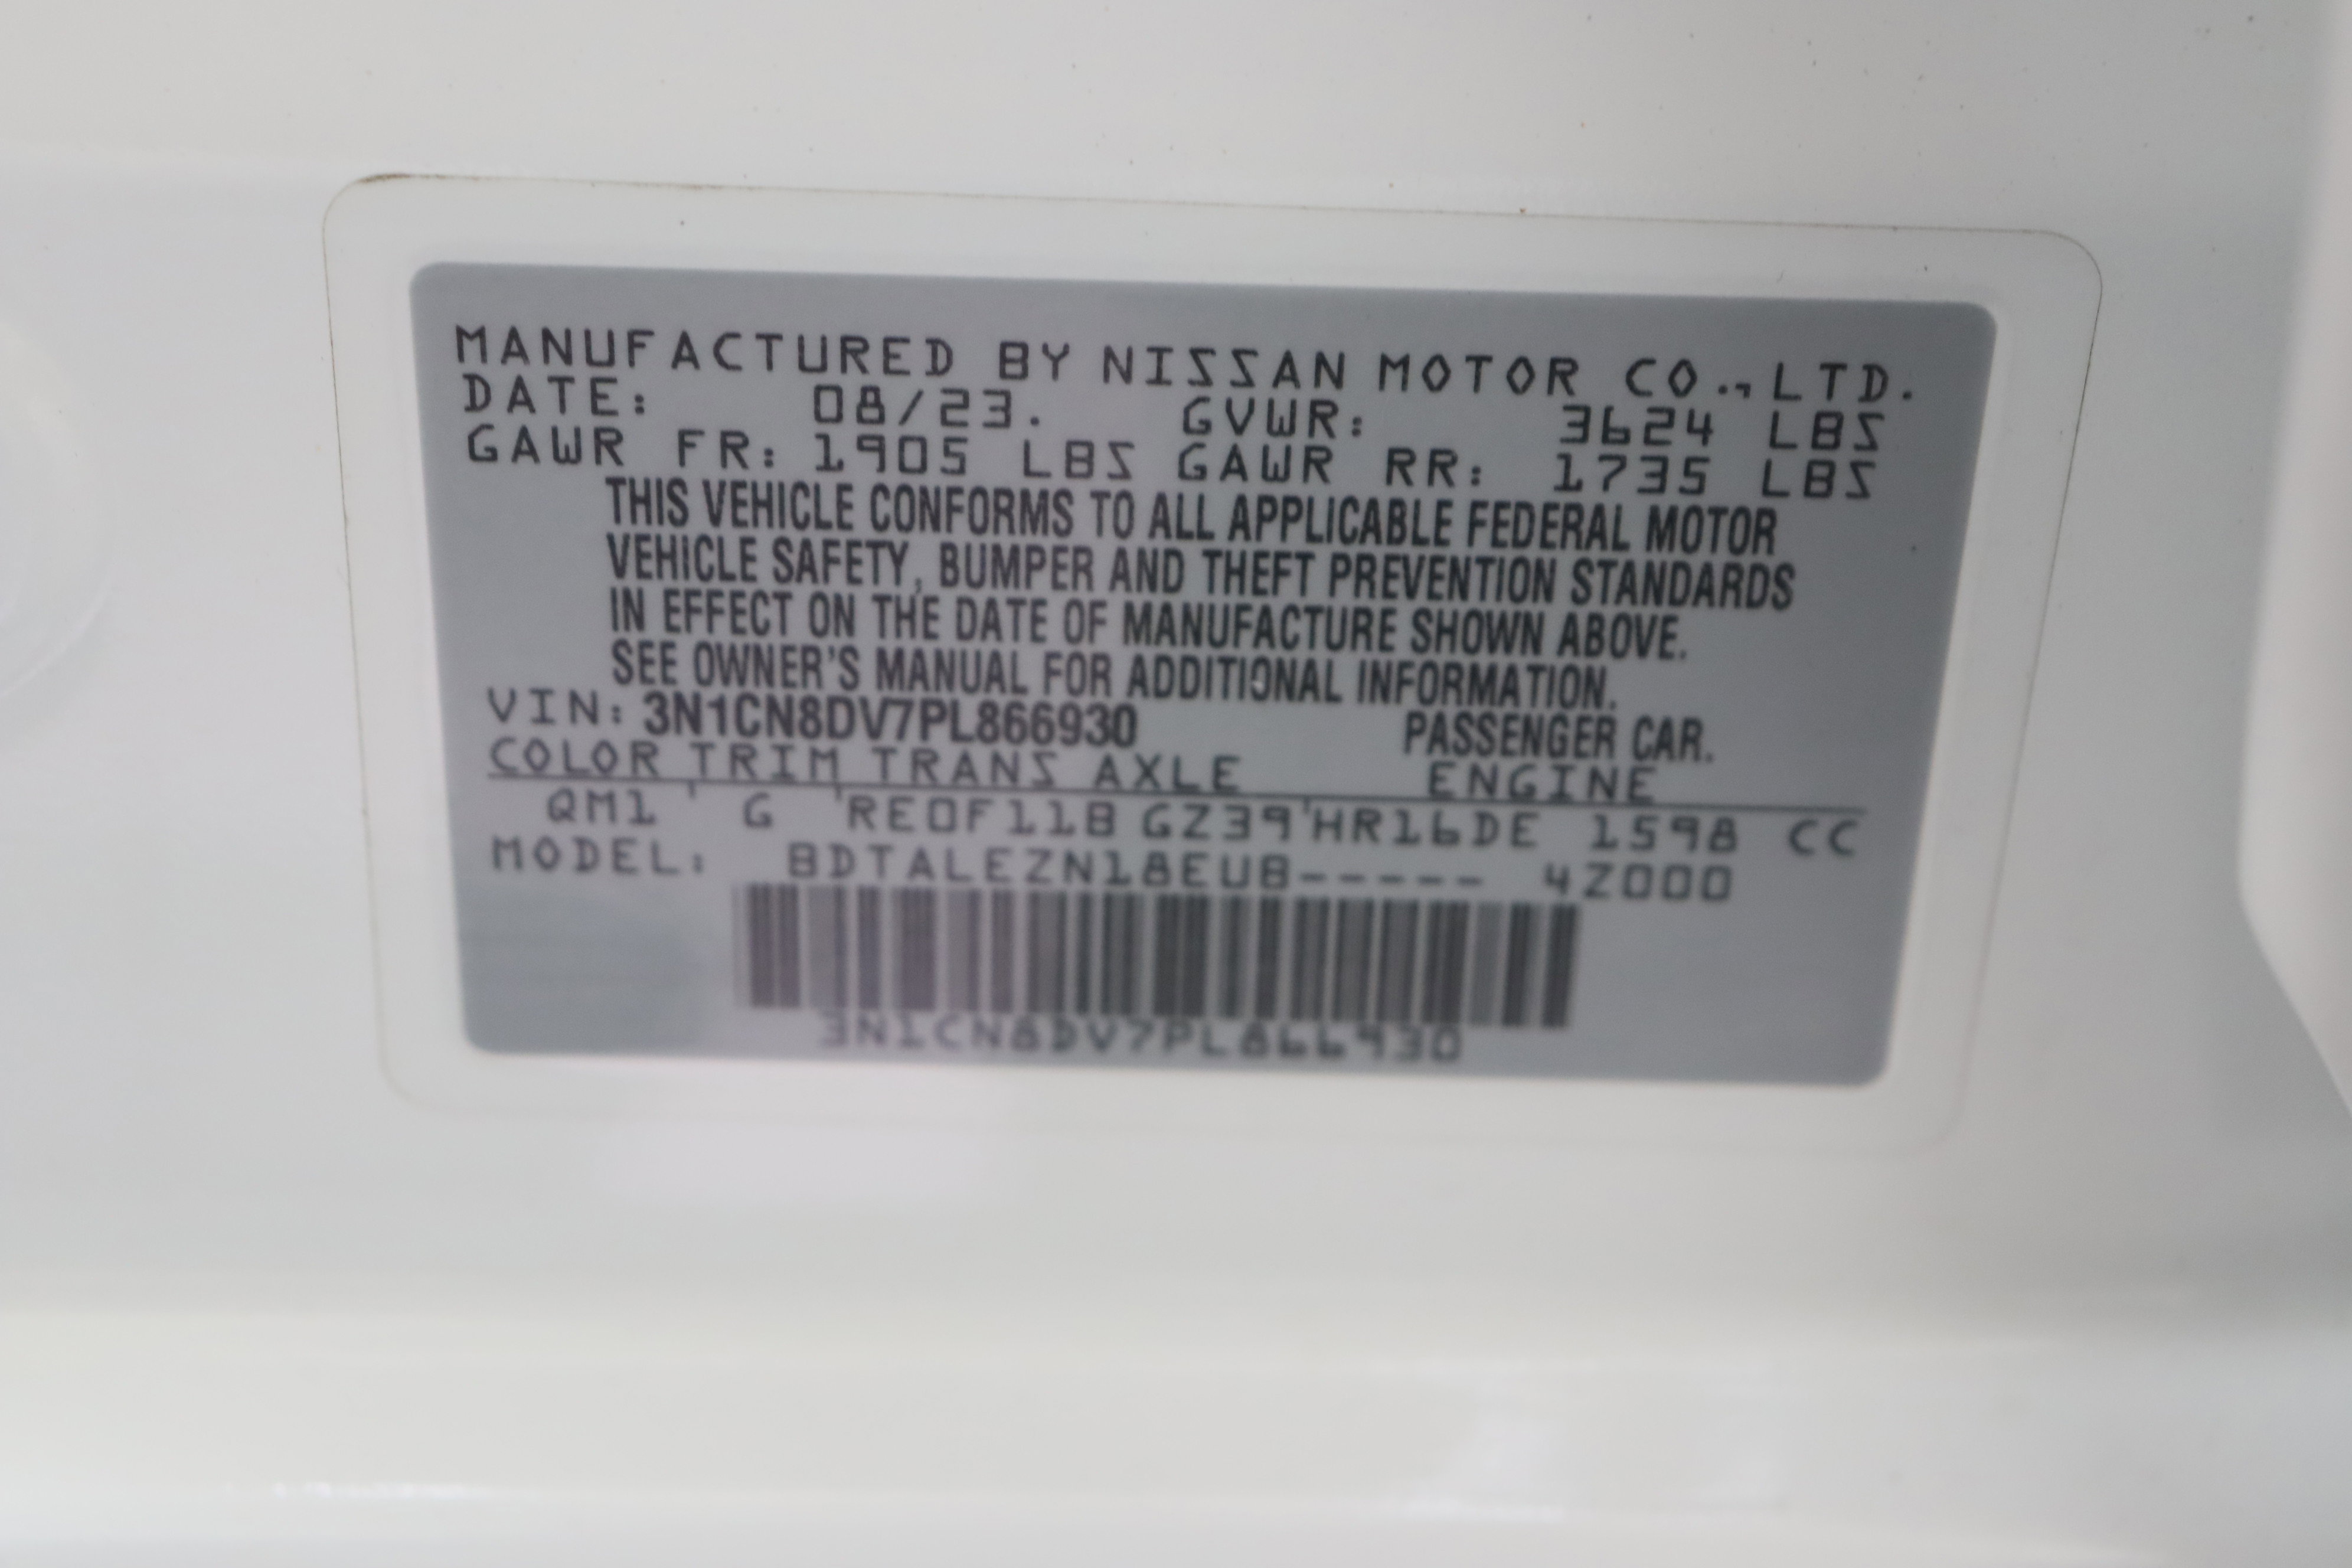 MANUFACTURED BY NISSAN MOTOR CO., LTD.
DATE: 08/23. GVWR: 3624 LBS
GAWR FR: 1905 LBS GAWR RR: 1735 LBS
THIS VEHICLE CONFORMS TO ALL APPLICABLE FEDERAL MOTOR
VEHICLE SAFETY, BUMPER AND THEFT PREVENTION STANDARDS
IN EFFECT ON THE DATE OF MANUFACTURE SHOWN ABOVE.
SEE OWNER'S MANUAL FOR ADDITIONAL INFORMATION.
VIN: 3N1CN8DV7PL866930 PASSENGER CAR.
COLOR TRIM TRANS AXLE ENGINE
QM1 G RE0F11B GZ39 HR16DE 1598 CC
MODEL: BDTALEZN18EUB----- 4Z000
3N1CN8DV7PL866930